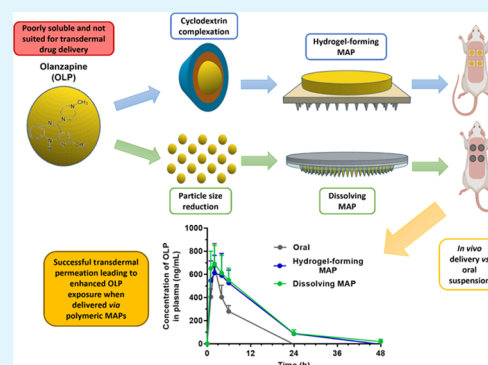 Poorly soluble and not
suited for transdermal
drug delivery
Olanzapine
(OLP)
Cyclodextrin
complexation
Hydrogel-forming
MAP
Particle size
reduction
Dissolving
MAP
In vivo
delivery vs
oral
suspension
Successful transdermal
permeation leading to
enhanced OLP
exposure when
delivered via
polymeric MAPs
Concentration of OLP
in plasma (ng/mL)
1000
800
600
400
200
0
0
12
24
36
48
Time (h)
Oral
Hydrogel-forming
MAP
Dissolving MAP